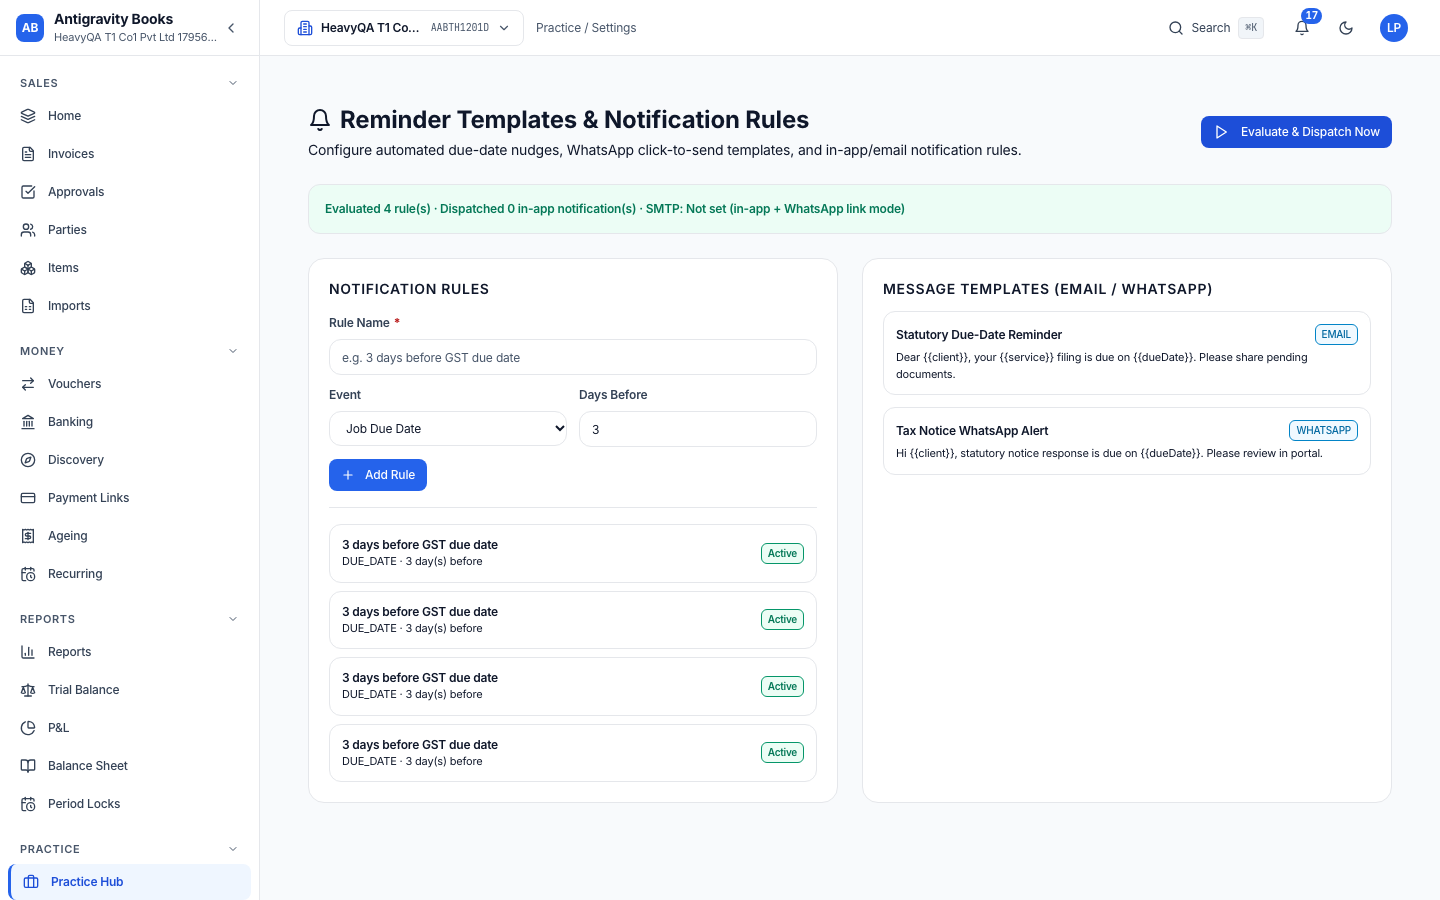 AB
Antigravity Books
HeavyQA T1 Co1 Pvt Ltd 17956...
HeavyQA T1 Co... AABTH1201D
Practice / Settings
Search ⌘K
17
LP
SALES
Home
Invoices
Approvals
Parties
Items
Imports
MONEY
Vouchers
Banking
Discovery
Payment Links
Ageing
Recurring
REPORTS
Reports
Trial Balance
P&L
Balance Sheet
Period Locks
PRACTICE
Practice Hub
Reminder Templates & Notification Rules
Configure automated due-date nudges, WhatsApp click-to-send templates, and in-app/email notification rules.
Evaluate & Dispatch Now
Evaluated 4 rule(s) · Dispatched 0 in-app notification(s) · SMTP: Not set (in-app + WhatsApp link mode)
NOTIFICATION RULES
Rule Name *
e.g. 3 days before GST due date
Event
Days Before
Job Due Date
3
Add Rule
3 days before GST due date
DUE_DATE · 3 day(s) before
Active
3 days before GST due date
DUE_DATE · 3 day(s) before
Active
3 days before GST due date
DUE_DATE · 3 day(s) before
Active
3 days before GST due date
DUE_DATE · 3 day(s) before
Active
MESSAGE TEMPLATES (EMAIL / WHATSAPP)
Statutory Due-Date Reminder
EMAIL
Dear {{client}}, your {{service}} filing is due on {{dueDate}}. Please share pending
documents.
Tax Notice WhatsApp Alert
WHATSAPP
Hi {{client}}, statutory notice response is due on {{dueDate}}. Please review in portal.